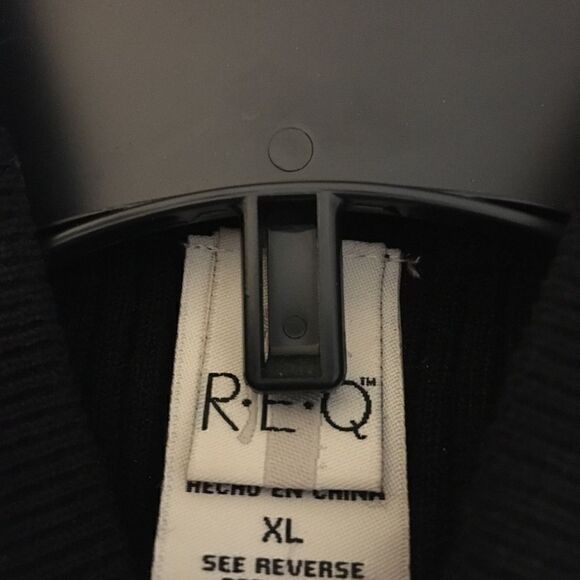 R·E·Q™
HECHO EN CHINA
XL
SEE REVERSE